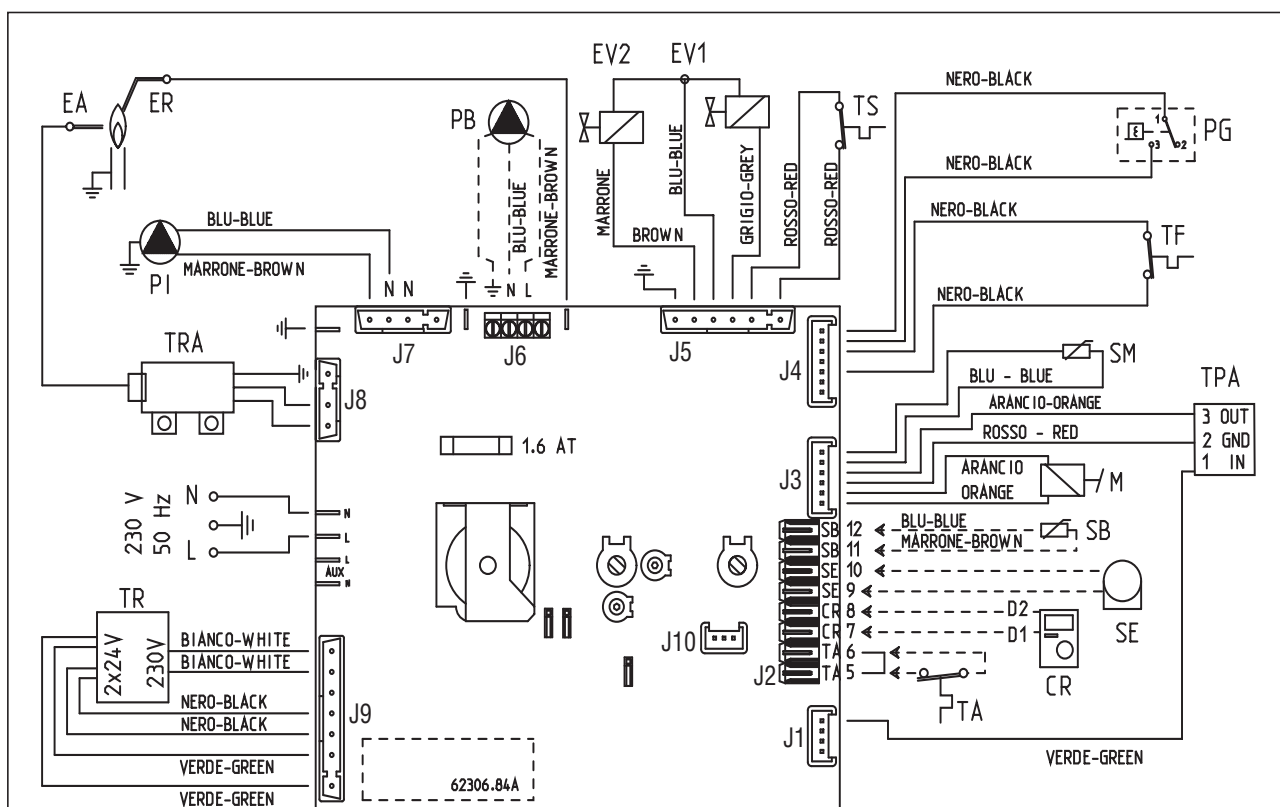 EV2
EV1
EA
ER
PB
TS
NERO-BLACK
1
3
2
PG
NERO-BLACK
BLU-BLUE
MARRONE-BROWN
MARRONE
BLU-BLUE
GRIGIO-GREY
ROSSO-RED
ROSSO-RED
BROWN
NERO-BLACK
TF
BLU-BLUE
MARRONE-BROWN
PI
N N
N L
NERO-BLACK
J7
J6
J5
J4
TRA
J8
SM
BLU - BLUE
TPA
ARANCIO-ORANGE
3 OUT
2 GND
1 IN
ROSSO - RED
1.6 AT
J3
ARANCIO
ORANGE
M
230 V
50 Hz
N
L
N
L
L
AUX
N
SB 12
BLU-BLUE
MARRONE-BROWN
SB
SB 11
SE 10
SE 9
SE
CR 8
D2
CR 7
D1
CR
TA 6
TA 5
TA
J2
J10
TR
2x24V
230V
BIANCO-WHITE
BIANCO-WHITE
NERO-BLACK
NERO-BLACK
J9
VERDE-GREEN
VERDE-GREEN
62306.84A
J1
VERDE-GREEN